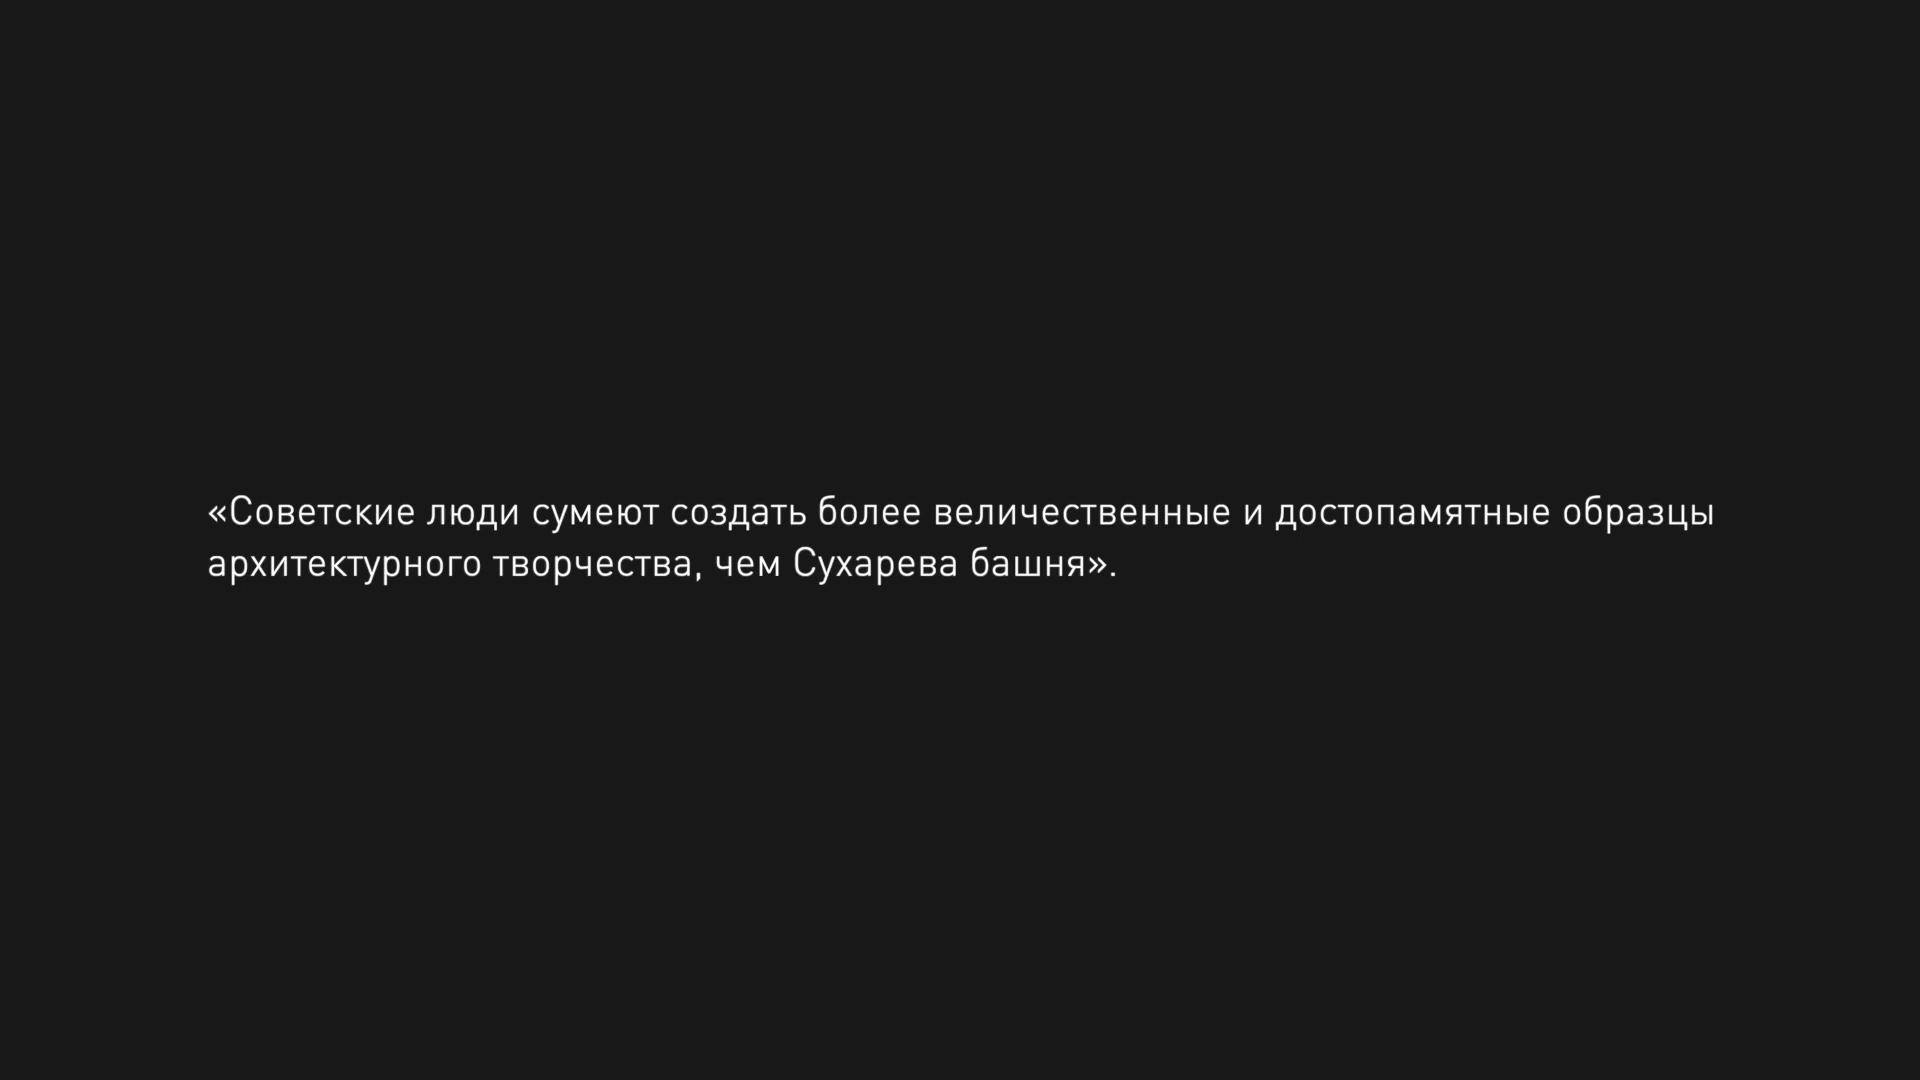 «Советские люди сумеют создать более величественные и достопамятные образцы
архитектурного творчества, чем Сухарева башня».